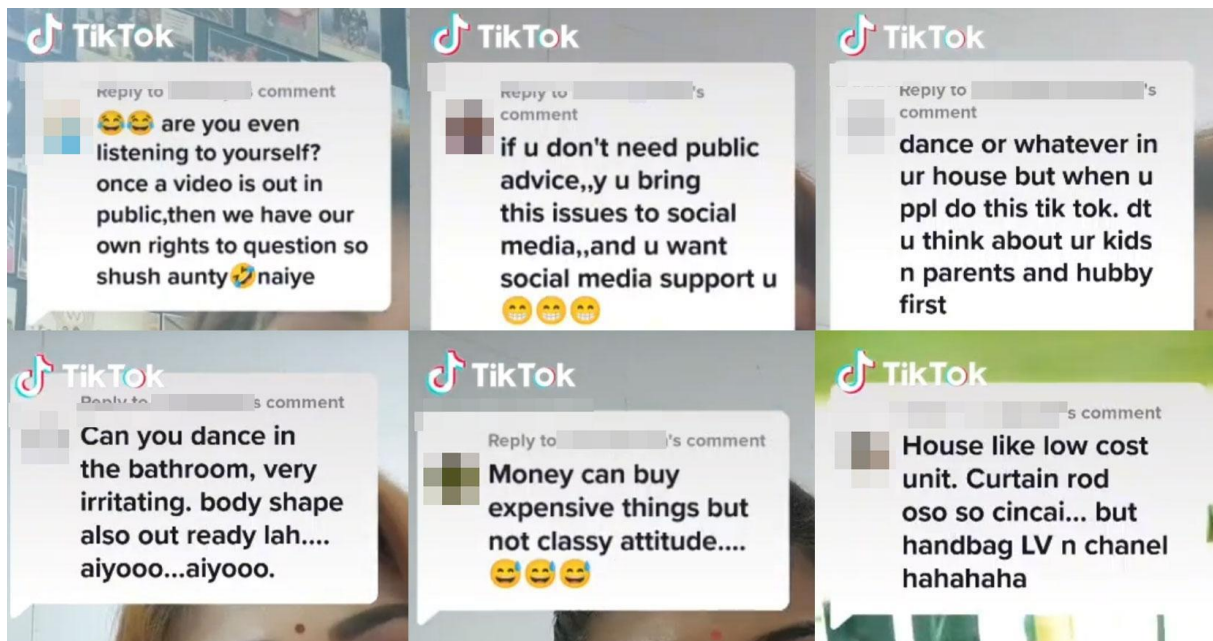 TikTok
Reply to comment
😂😂 are you even
listening to yourself?
once a video is out in
public,then we have our
own rights to question so
shush aunty🤣naiye
TikTok
Reply to 's
comment
if u don't need public
advice,,y u bring
this issues to social
media,,and u want
social media support u
😁😁😁
TikTok
Reply to 's
comment
dance or whatever in
ur house but when u
ppl do this tik tok. dt
u think about ur kids
n parents and hubby
first
TikTok
Reply to s comment
Can you dance in
the bathroom, very
irritating. body shape
also out ready lah....
aiyooo...aiyooo.
TikTok
Reply to 's comment
Money can buy
expensive things but
not classy attitude....
😅😅😅
TikTok
's comment
House like low cost
unit. Curtain rod
oso so cincai... but
handbag LV n chanel
hahahaha